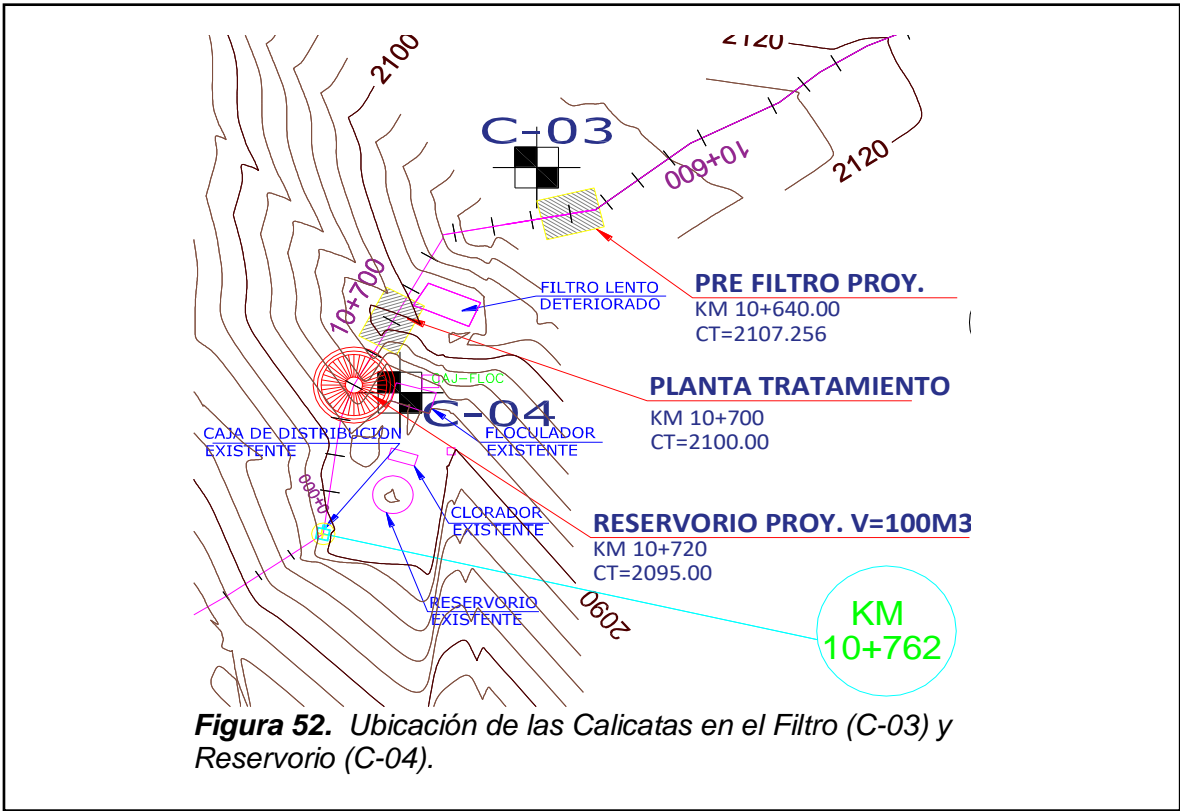 2100
2120
C-03
10+600
2120
FILTRO LENTO
DETERIORADO
PRE FILTRO PROY.
KM 10+640.00
CT=2107.256
10+700
PLANTA TRATAMIENTO
KM 10+700
CT=2100.00
AJ-FLOC
C-04
CAJA DE DISTRIBUCION
EXISTENTE
FLOCULADOR
EXISTENTE
0+000
CLORADOR
EXISTENTE
RESERVORIO PROY. V=100M3
KM 10+720
CT=2095.00
RESERVORIO
EXISTENTE
2090
KM
10+762
Figura 52. Ubicación de las Calicatas en el Filtro (C-03) y
Reservorio (C-04).